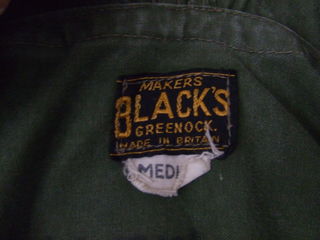 MAKERS
BLACK'S
GREENOCK.
MADE IN BRITAIN
MEDI